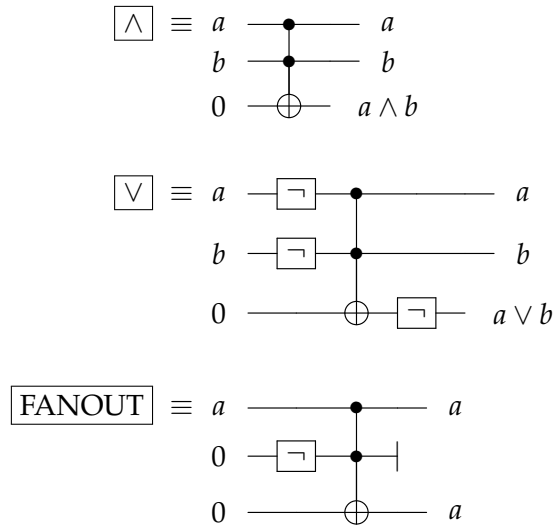 ∧ ≡ a a
b b
0 a ∧ b
∨ ≡ a ¬ a
b ¬ b
0 ¬ a ∨ b
FANOUT ≡ a a
0 ¬
0 a